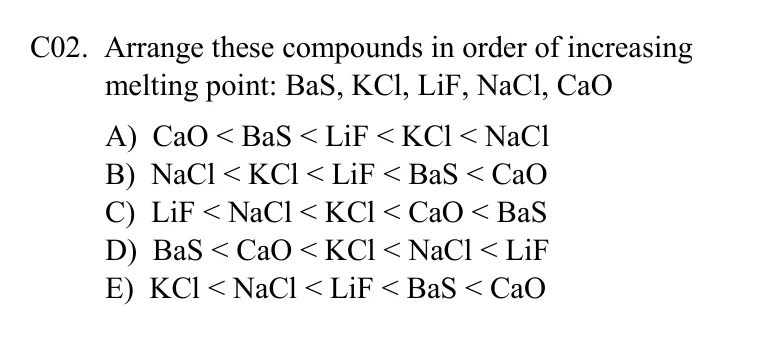 C02. Arrange these compounds in order of increasing
melting point: BaS, KCl, LiF, NaCl, CaO
A) CaO < BaS < LiF < KCl < NaCl
B) NaCl < KCl < LiF < BaS < CaO
C) LiF < NaCl < KCl < CaO < BaS
D) BaS < CaO < KCl < NaCl < LiF
E) KCl < NaCl < LiF < BaS < CaO